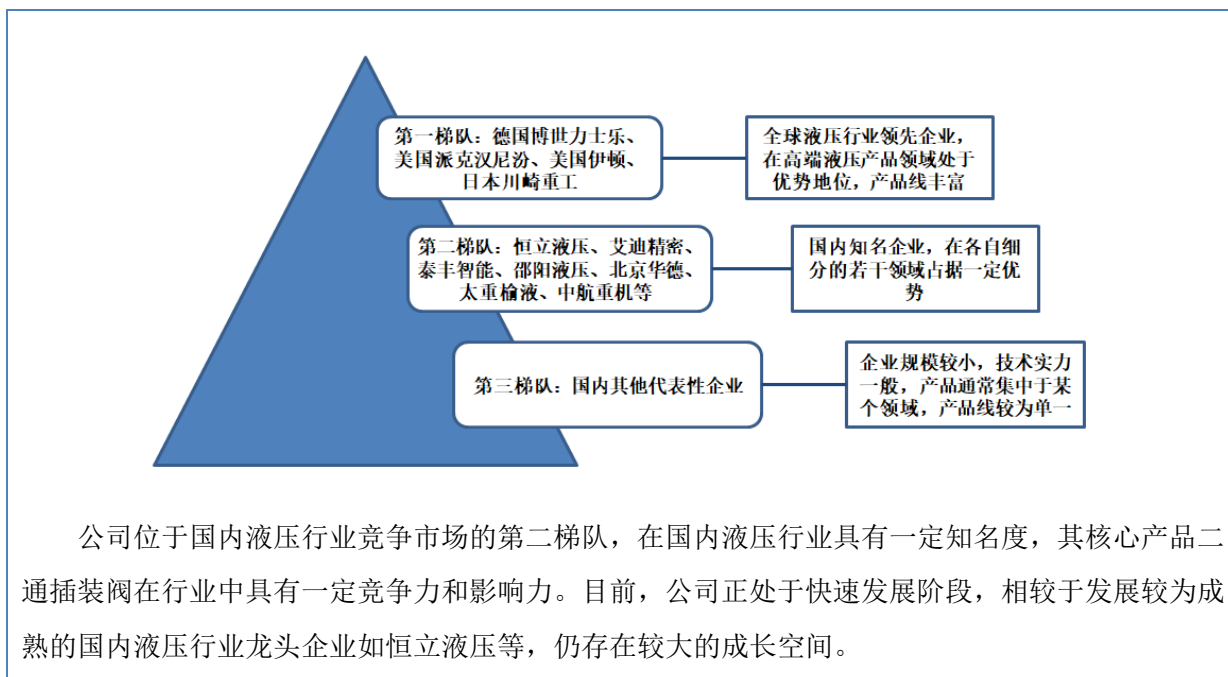 第一梯队：德国博世力士乐、
美国派克汉尼汾、美国伊顿、
日本川崎重工
全球液压行业领先企业，
在高端液压产品领域处于
优势地位，产品线丰富
第二梯队：恒立液压、艾迪精密、
泰丰智能、邵阳液压、北京华德、
太重榆液、中航重机等
国内知名企业，在各自细
分的若干领域占据一定优
势
第三梯队：国内其他代表性企业
企业规模较小，技术实力
一般，产品通常集中于某
个领域，产品线较为单一
公司位于国内液压行业竞争市场的第二梯队，在国内液压行业具有一定知名度，其核心产品二
通插装阀在行业中具有一定竞争力和影响力。目前，公司正处于快速发展阶段，相较于发展较为成
熟的国内液压行业龙头企业如恒立液压等，仍存在较大的成长空间。